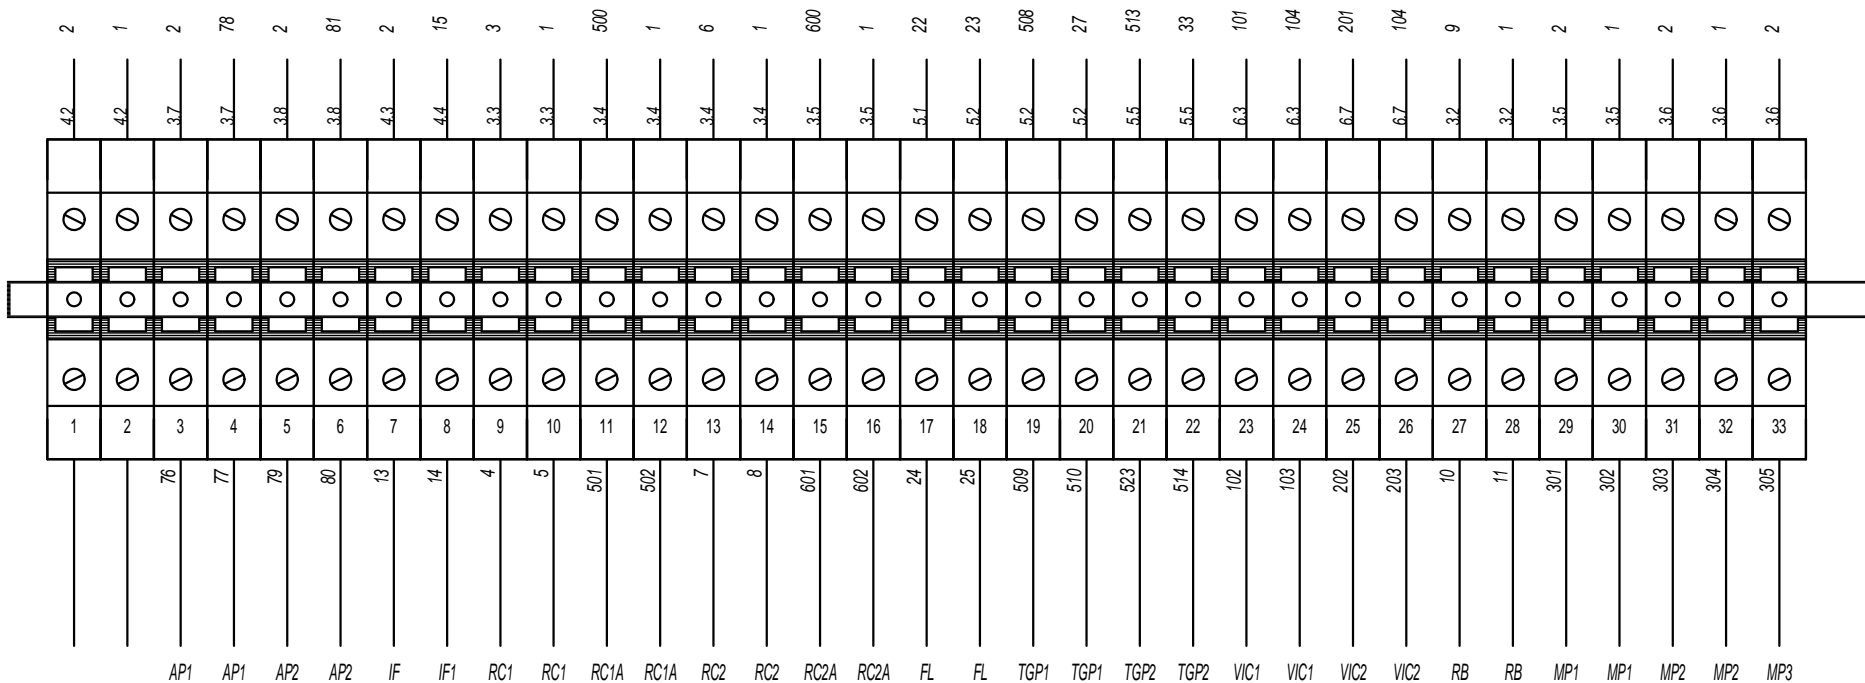 2 1 2 78 2 81 2 15 3 1 500 1 6 1 600 1 22 23 508 27 513 33 101 104 201 104 9 1 2 1 2 1 2
4.2 4.2 3.7 3.7 3.8 3.8 4.3 4.4 3.3 3.3 3.4 3.4 3.4 3.4 3.5 3.5 5.1 5.2 5.2 5.2 5.5 5.5 6.3 6.3 6.7 6.7 3.2 3.2 3.5 3.5 3.6 3.6 3.6
1 2 3 4 5 6 7 8 9 10 11 12 13 14 15 16 17 18 19 20 21 22 23 24 25 26 27 28 29 30 31 32 33
76 77 79 80 13 14 4 5 501 502 7 8 601 602 24 25 509 510 523 514 102 103 202 203 10 11 301 302 303 304 305
AP1 AP1 AP2 AP2 IF IF1 RC1 RC1 RC1A RC1A RC2 RC2 RC2A RC2A FL FL TGP1 TGP1 TGP2 TGP2 VIC1 VIC1 VIC2 VIC2 RB RB MP1 MP1 MP2 MP2 MP3